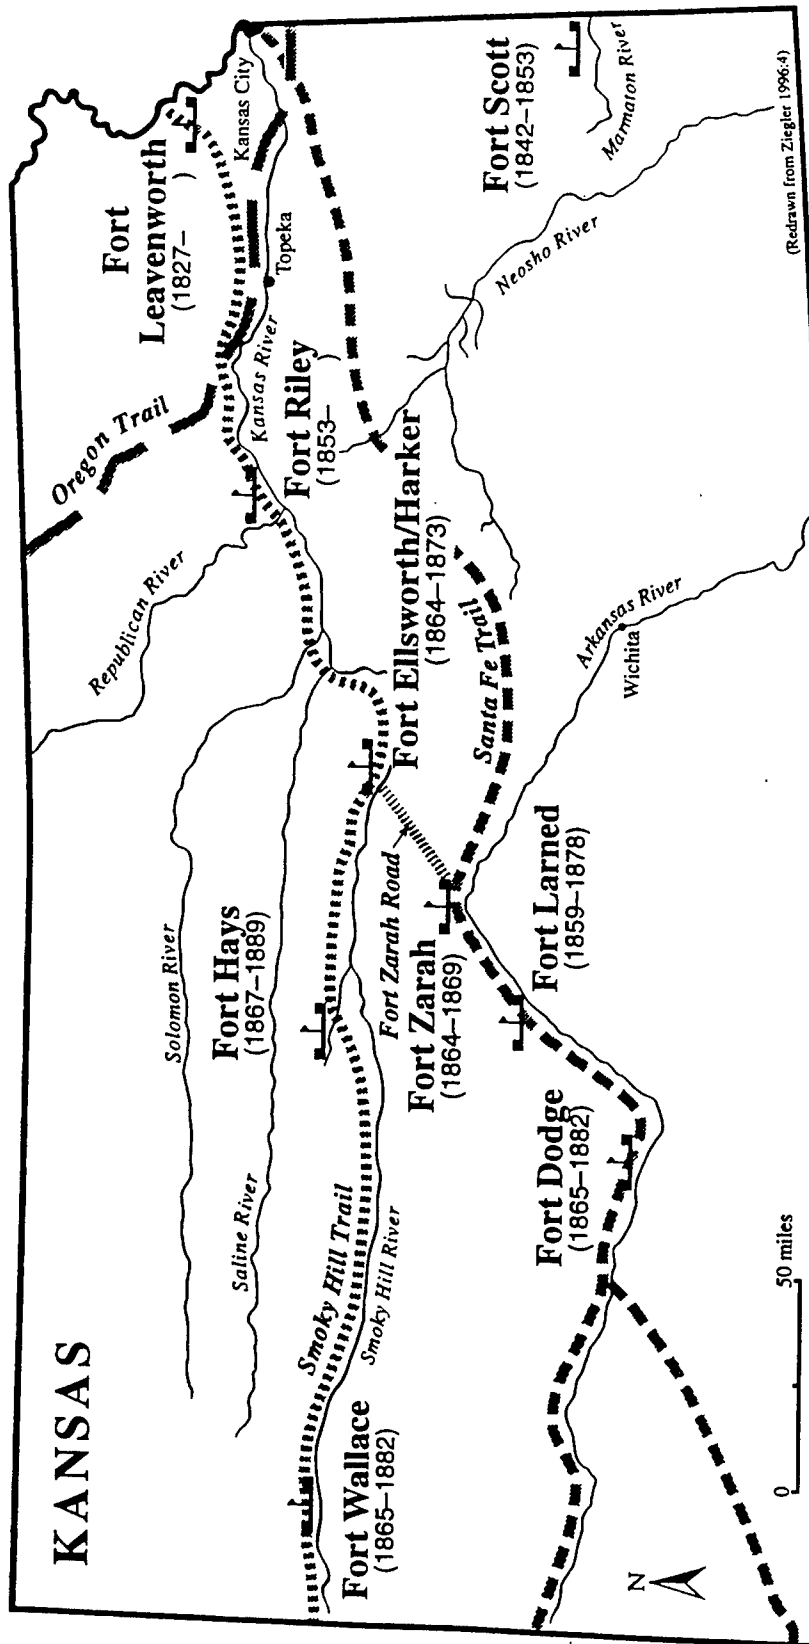 KANSAS
Oregon Trail
Fort
Leavenworth
(1827– )
Kansas City
Topeka
Kansas River
Republican River
Fort Riley
(1853– )
Solomon River
Fort Hays
(1867–1889)
Saline River
Smoky Hill Trail
Smoky Hill River
Fort Wallace
(1865–1882)
Fort Ellsworth/Harker
(1864–1873)
Fort Zarah Road
Fort Zarah
(1864–1869)
Santa Fe Trail
Fort Scott
(1842–1853)
Marmaton River
Neosho River
Fort Larned
(1859–1878)
Arkansas River
Wichita
Fort Dodge
(1865–1882)
N
0
50 miles
(Redrawn from Ziegler 1996:4)